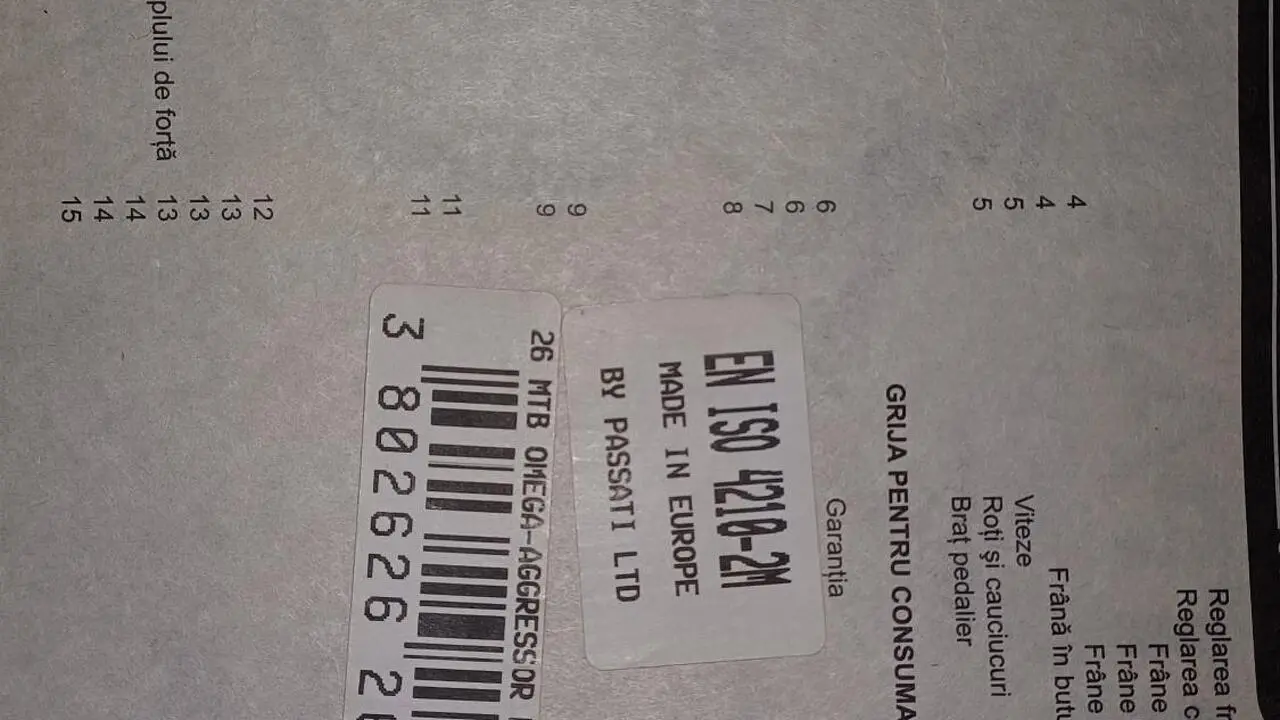 4
4
5
5
6
6
7
8
9
9
11
11
12
13
13
plului de forță 13
14
14
15
Reglarea fr
Reglarea c
Frâne
Frâne
Frâne
Frână în butu
Viteze
Roți și cauciucuri
Braț pedalier
GRIJA PENTRU CONSUMA
Garanția
EN ISO 4210-2M
MADE IN EUROPE
BY PASSATI LTD
26 MTB OMEGA-AGGRESSOR
3 802626 2